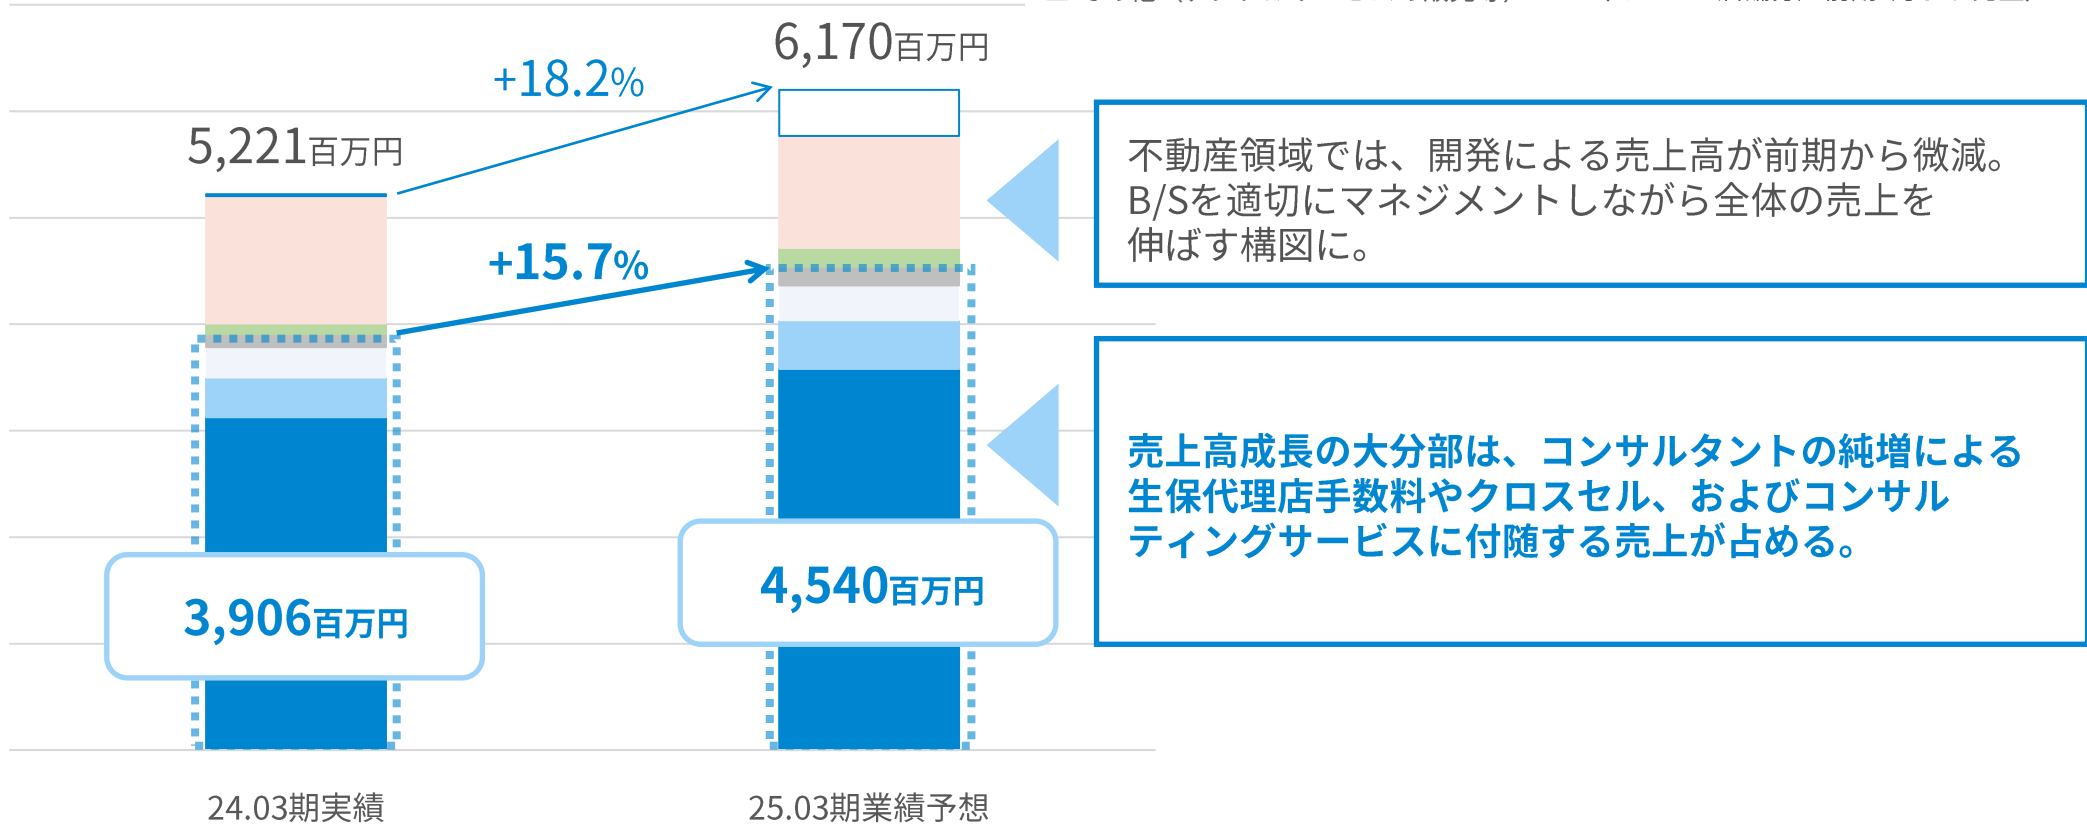 6,170百万円
+18.2%
5,221百万円
+15.7%
3,906百万円
4,540百万円
24.03期実績
25.03期業績予想
不動産領域では、開発による売上高が前期から微減。
B/Sを適切にマネジメントしながら全体の売上を
伸ばす構図に。
売上高成長の大分部は、コンサルタントの純増による
生保代理店手数料やクロスセル、およびコンサル
ティングサービスに付随する売上が占める。